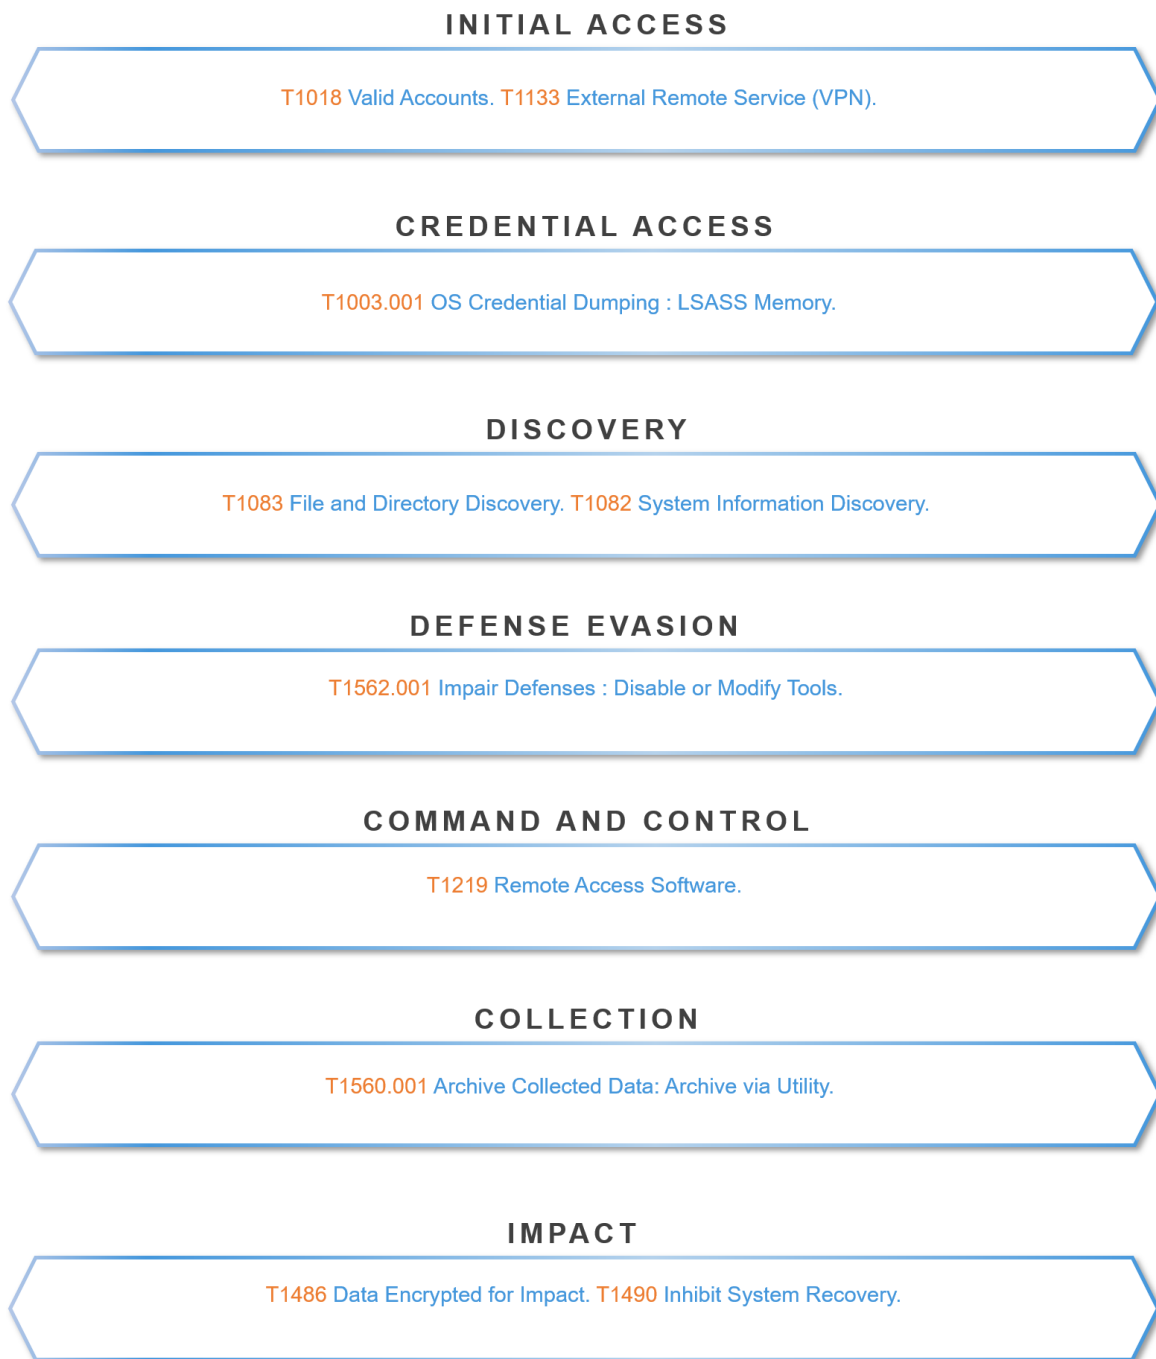 INITIAL ACCESS
T1018 Valid Accounts. T1133 External Remote Service (VPN).
CREDENTIAL ACCESS
T1003.001 OS Credential Dumping : LSASS Memory.
DISCOVERY
T1083 File and Directory Discovery. T1082 System Information Discovery.
DEFENSE EVASION
T1562.001 Impair Defenses : Disable or Modify Tools.
COMMAND AND CONTROL
T1219 Remote Access Software.
COLLECTION
T1560.001 Archive Collected Data: Archive via Utility.
IMPACT
T1486 Data Encrypted for Impact. T1490 Inhibit System Recovery.